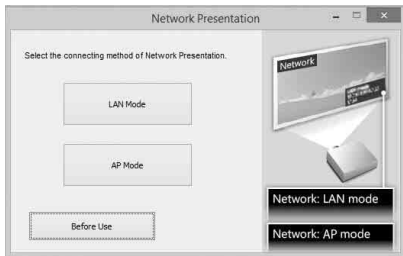 Network Presentation
Select the connecting method of Network Presentation.
LAN Mode
AP Mode
Before Use
Network
Network: LAN mode
Network: AP mode